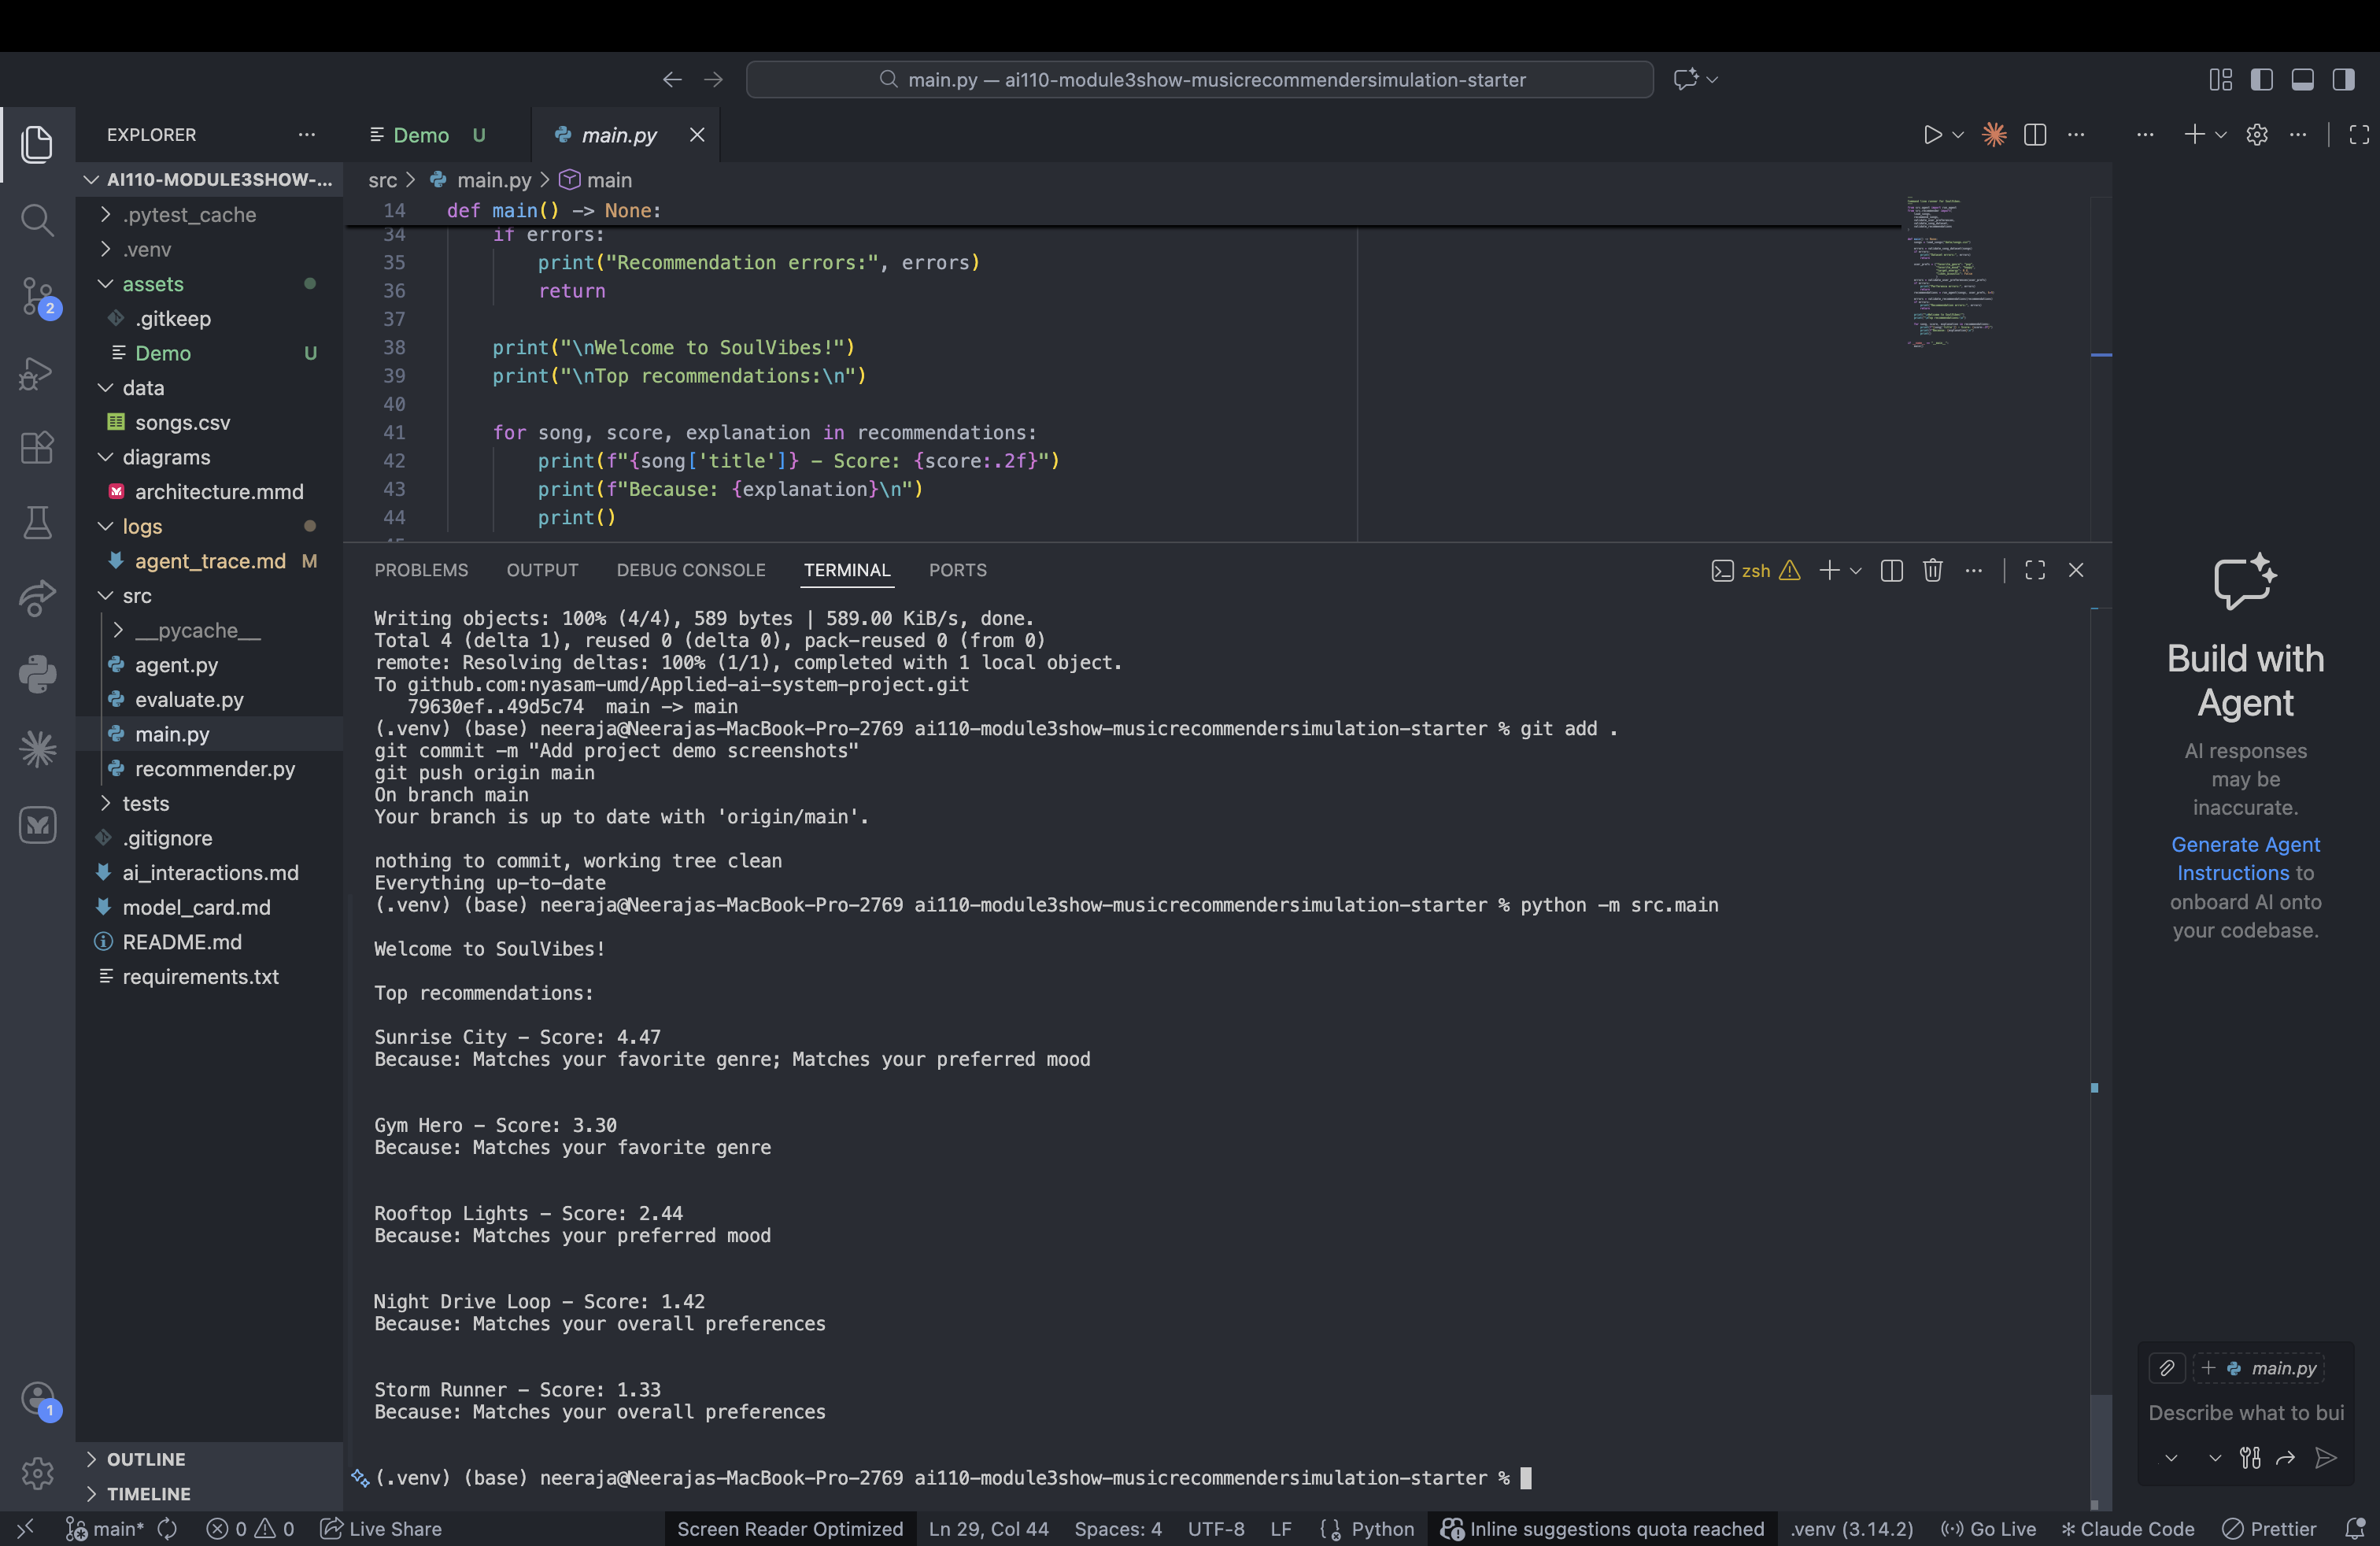 main.py — ai110-module3show-musicrecommendersimulation-starter
EXPLORER
Demo U
main.py
AI110-MODULE3SHOW-...
.pytest_cache
.venv
assets
.gitkeep
Demo U
data
songs.csv
diagrams
architecture.mmd
logs
agent_trace.md M
src
__pycache__
agent.py
evaluate.py
main.py
recommender.py
tests
.gitignore
ai_interactions.md
model_card.md
README.md
requirements.txt
OUTLINE
TIMELINE
2
1
src > main.py > main
14 def main() -> None:
34 if errors:
35 print("Recommendation errors:", errors)
36 return
37
38 print("\nWelcome to SoulVibes!")
39 print("\nTop recommendations:\n")
40
41 for song, score, explanation in recommendations:
42 print(f"{song['title']} - Score: {score:.2f}")
43 print(f"Because: {explanation}\n")
44 print()
PROBLEMS OUTPUT DEBUG CONSOLE TERMINAL PORTS
zsh
Writing objects: 100% (4/4), 589 bytes | 589.00 KiB/s, done.
Total 4 (delta 1), reused 0 (delta 0), pack-reused 0 (from 0)
remote: Resolving deltas: 100% (1/1), completed with 1 local object.
To github.com:nyasam-umd/Applied-ai-system-project.git
79630ef..49d5c74 main -> main
(.venv) (base) neeraja@Neerajas-MacBook-Pro-2769 ai110-module3show-musicrecommendersimulation-starter % git add .
git commit -m "Add project demo screenshots"
git push origin main
On branch main
Your branch is up to date with 'origin/main'.
nothing to commit, working tree clean
Everything up-to-date
(.venv) (base) neeraja@Neerajas-MacBook-Pro-2769 ai110-module3show-musicrecommendersimulation-starter % python -m src.main
Welcome to SoulVibes!
Top recommendations:
Sunrise City - Score: 4.47
Because: Matches your favorite genre; Matches your preferred mood
Gym Hero - Score: 3.30
Because: Matches your favorite genre
Rooftop Lights - Score: 2.44
Because: Matches your preferred mood
Night Drive Loop - Score: 1.42
Because: Matches your overall preferences
Storm Runner - Score: 1.33
Because: Matches your overall preferences
(.venv) (base) neeraja@Neerajas-MacBook-Pro-2769 ai110-module3show-musicrecommendersimulation-starter %
Build with
Agent
AI responses
may be
inaccurate.
Generate Agent
Instructions to
onboard AI onto
your codebase.
main.py
Describe what to bui
main* 0 0 Live Share
Screen Reader Optimized Ln 29, Col 44 Spaces: 4 UTF-8 LF Python Inline suggestions quota reached .venv (3.14.2) Go Live Claude Code Prettier